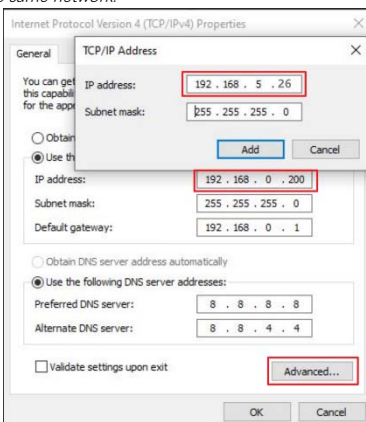 same network.
Internet Protocol Version 4 (TCP/IPv4) Properties
General
TCP/IP Address
You can get
this capabili
for the appr
IP address:
192 . 168 . 5 . 26
Subnet mask:
255 . 255 . 255 . 0
Add
Cancel
Obtain
Use th
IP address:
192 . 168 . 0 . 200
Subnet mask:
255 . 255 . 255 . 0
Default gateway:
192 . 168 . 0 . 1
Obtain DNS server address automatically
Use the following DNS server addresses:
Preferred DNS server:
8 . 8 . 8 . 8
Alternate DNS server:
8 . 8 . 4 . 4
Validate settings upon exit
Advanced...
OK
Cancel